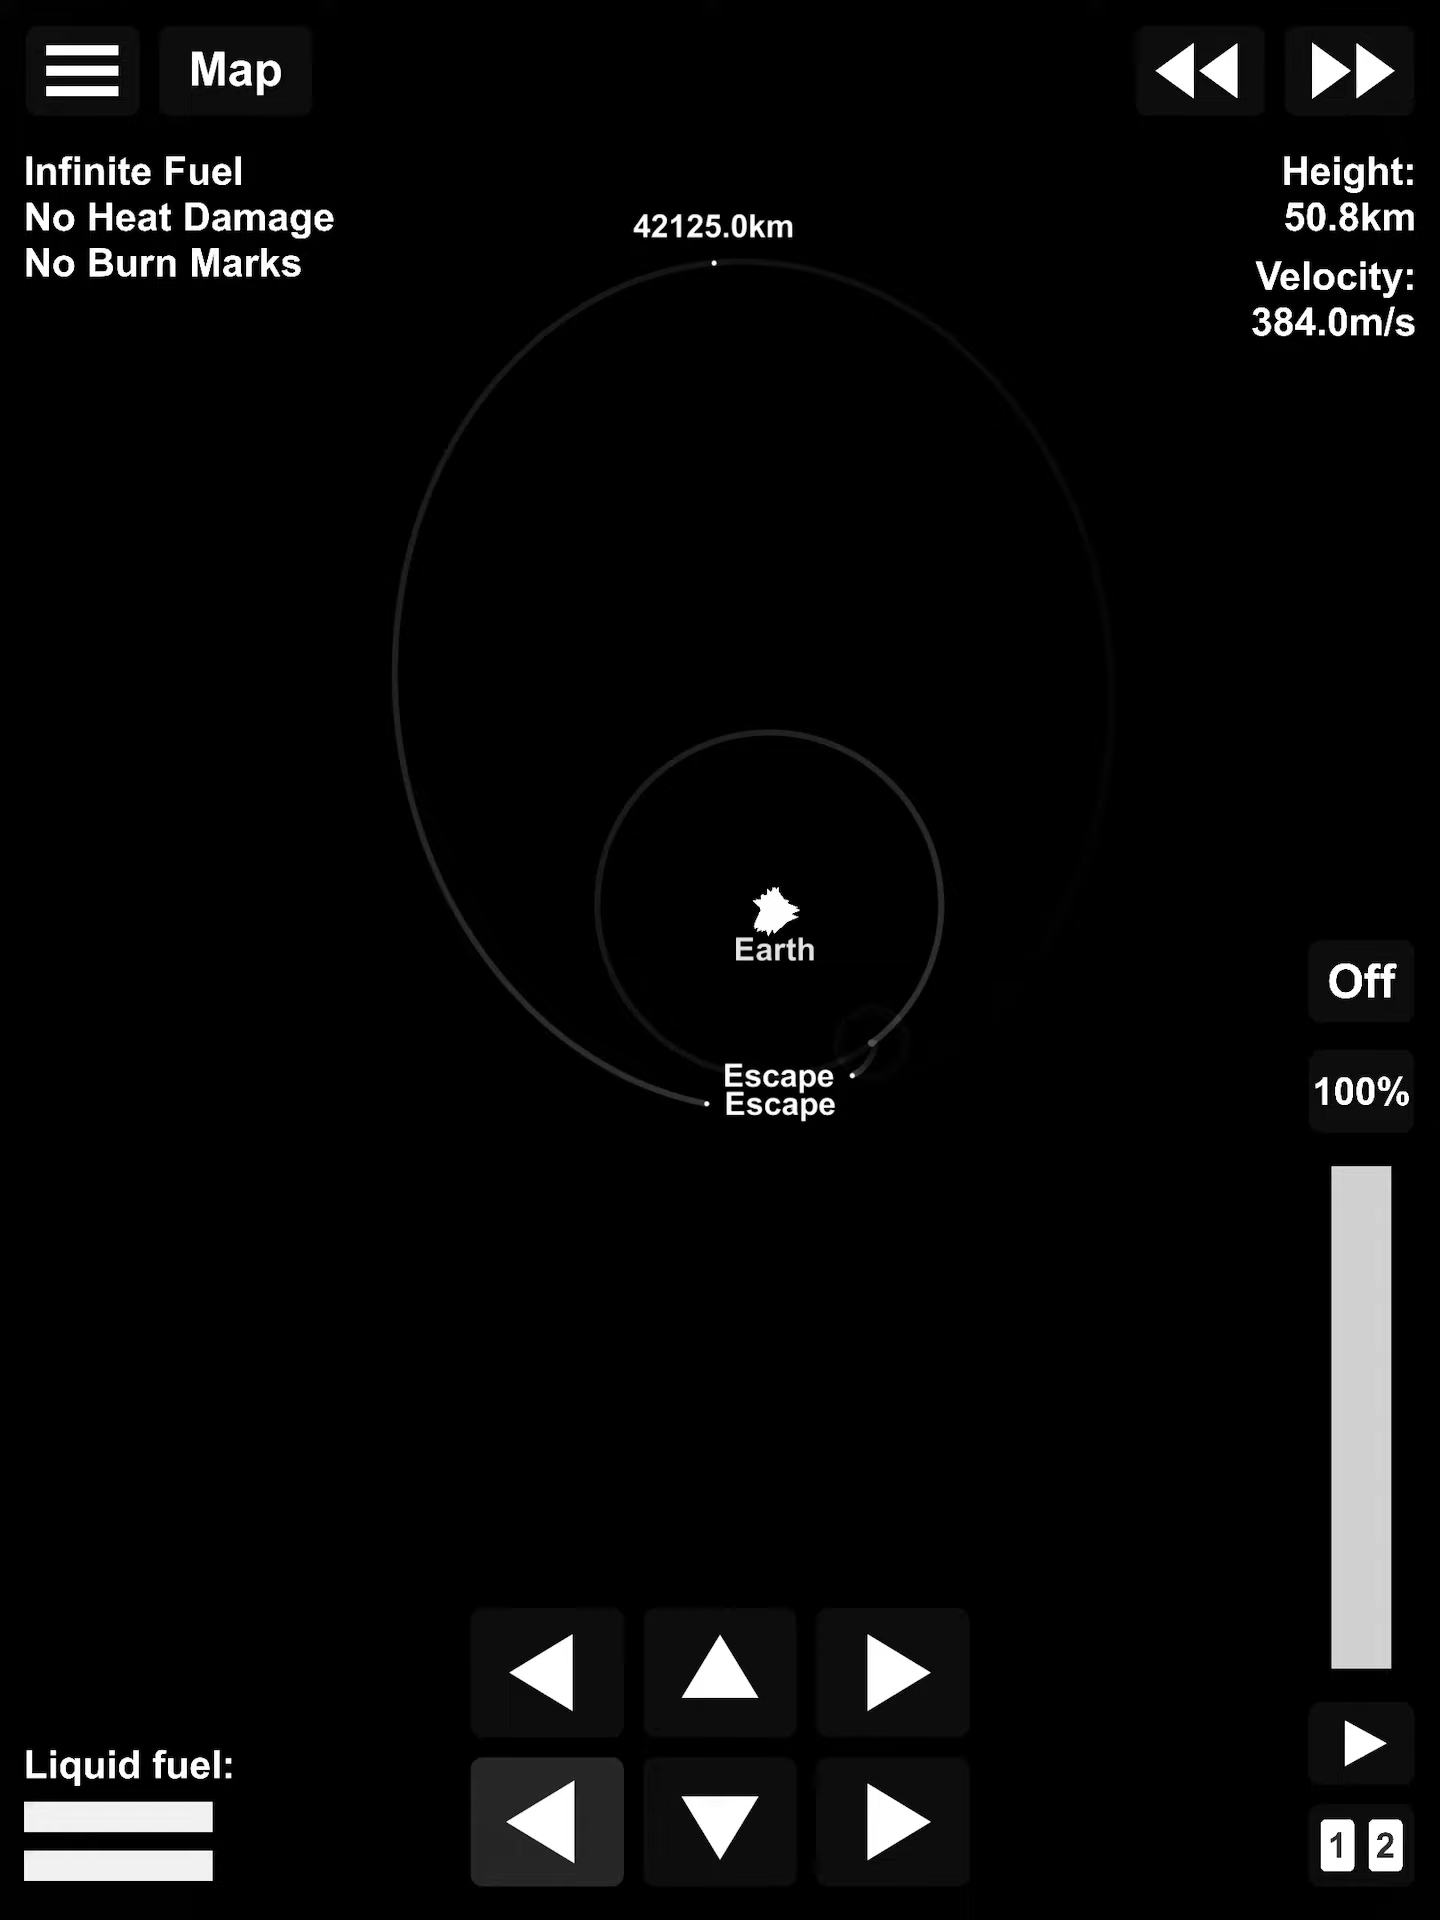 Map
Infinite Fuel
No Heat Damage
No Burn Marks
Height:
50.8km
Velocity:
384.0m/s
42125.0km
Earth
Escape
Escape
Off
100%
Liquid fuel:
1 2